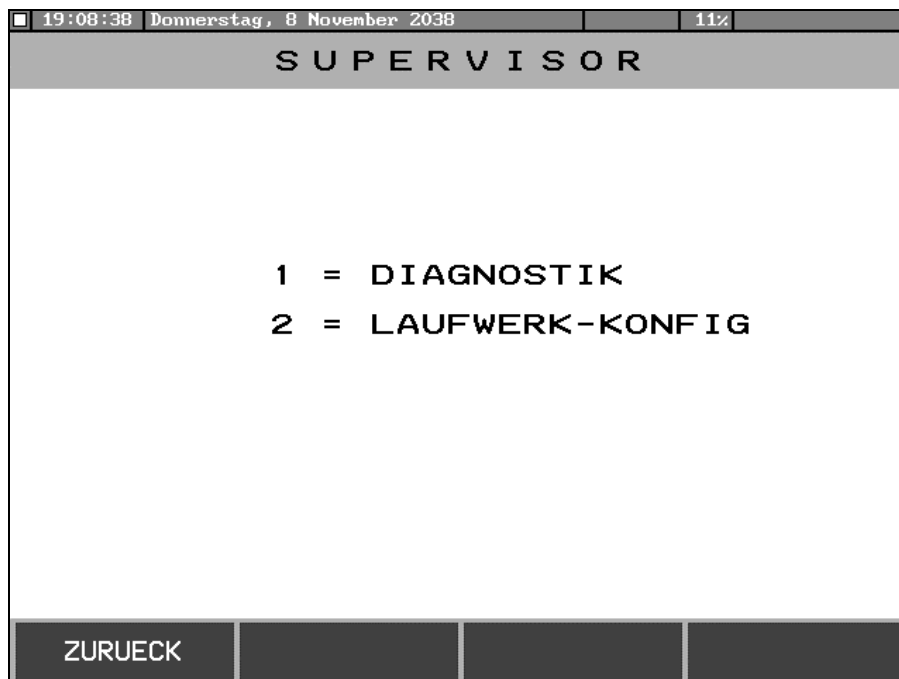 19:08:38 Donnerstag, 8 November 2038 11%
SUPERVISOR
1 = DIAGNOSTIK
2 = LAUFWERK-KONFIG
ZURUECK